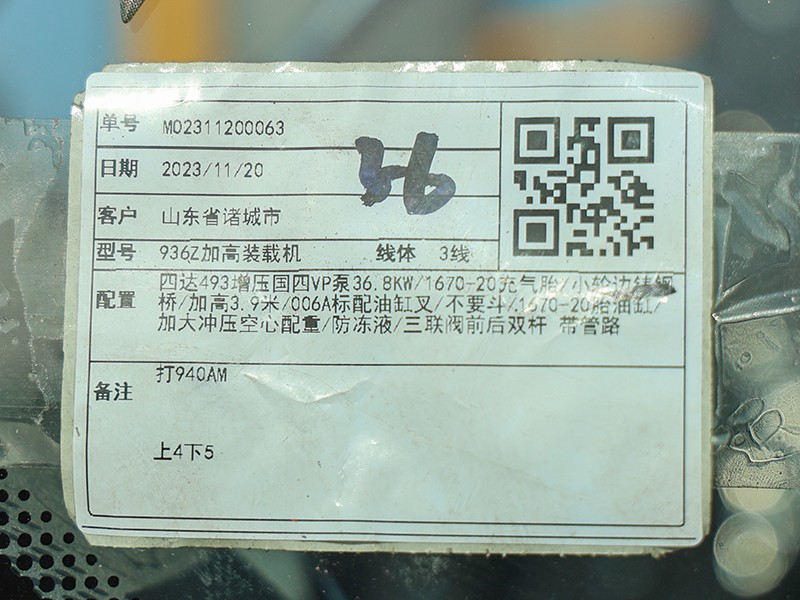 单号 MO2311200063
日期 2023/11/20
36
客户 山东省诸城市
型号 936Z加高装载机 线体 3线
配置 四达493增压国四VP泵36.8KW/1670-20充气胎/小轮边铸钢
桥/加高3.9米/006A标配油缸叉/不要斗/1670-20胎油缸/
加大冲压空心配重/防冻液/三联阀前后双杆 带管路
备注 打940AM
上4下5